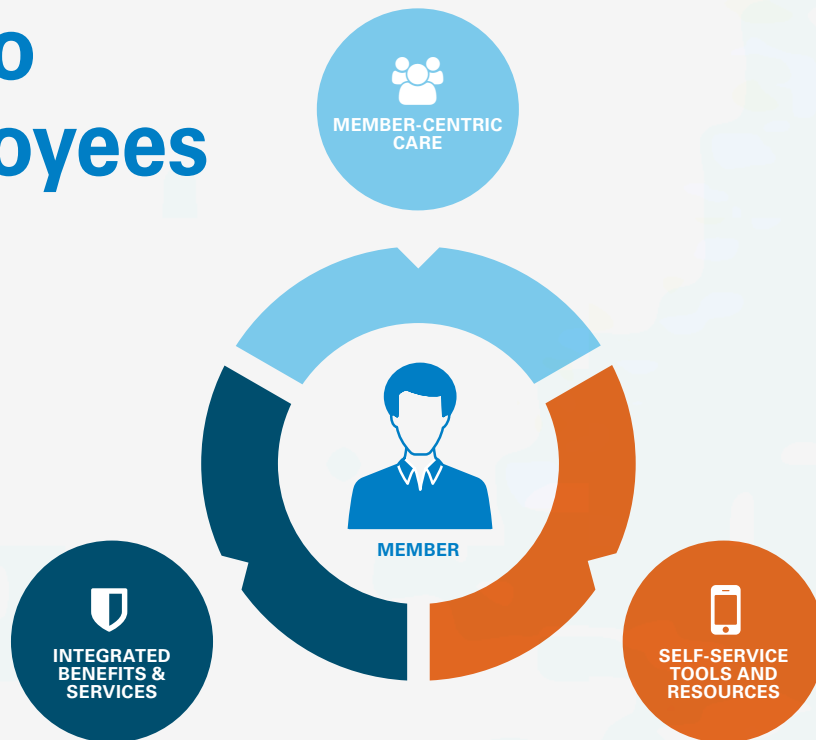 o
oyees
MEMBER-CENTRIC
CARE
MEMBER
INTEGRATED
BENEFITS &
SERVICES
SELF-SERVICE
TOOLS AND
RESOURCES